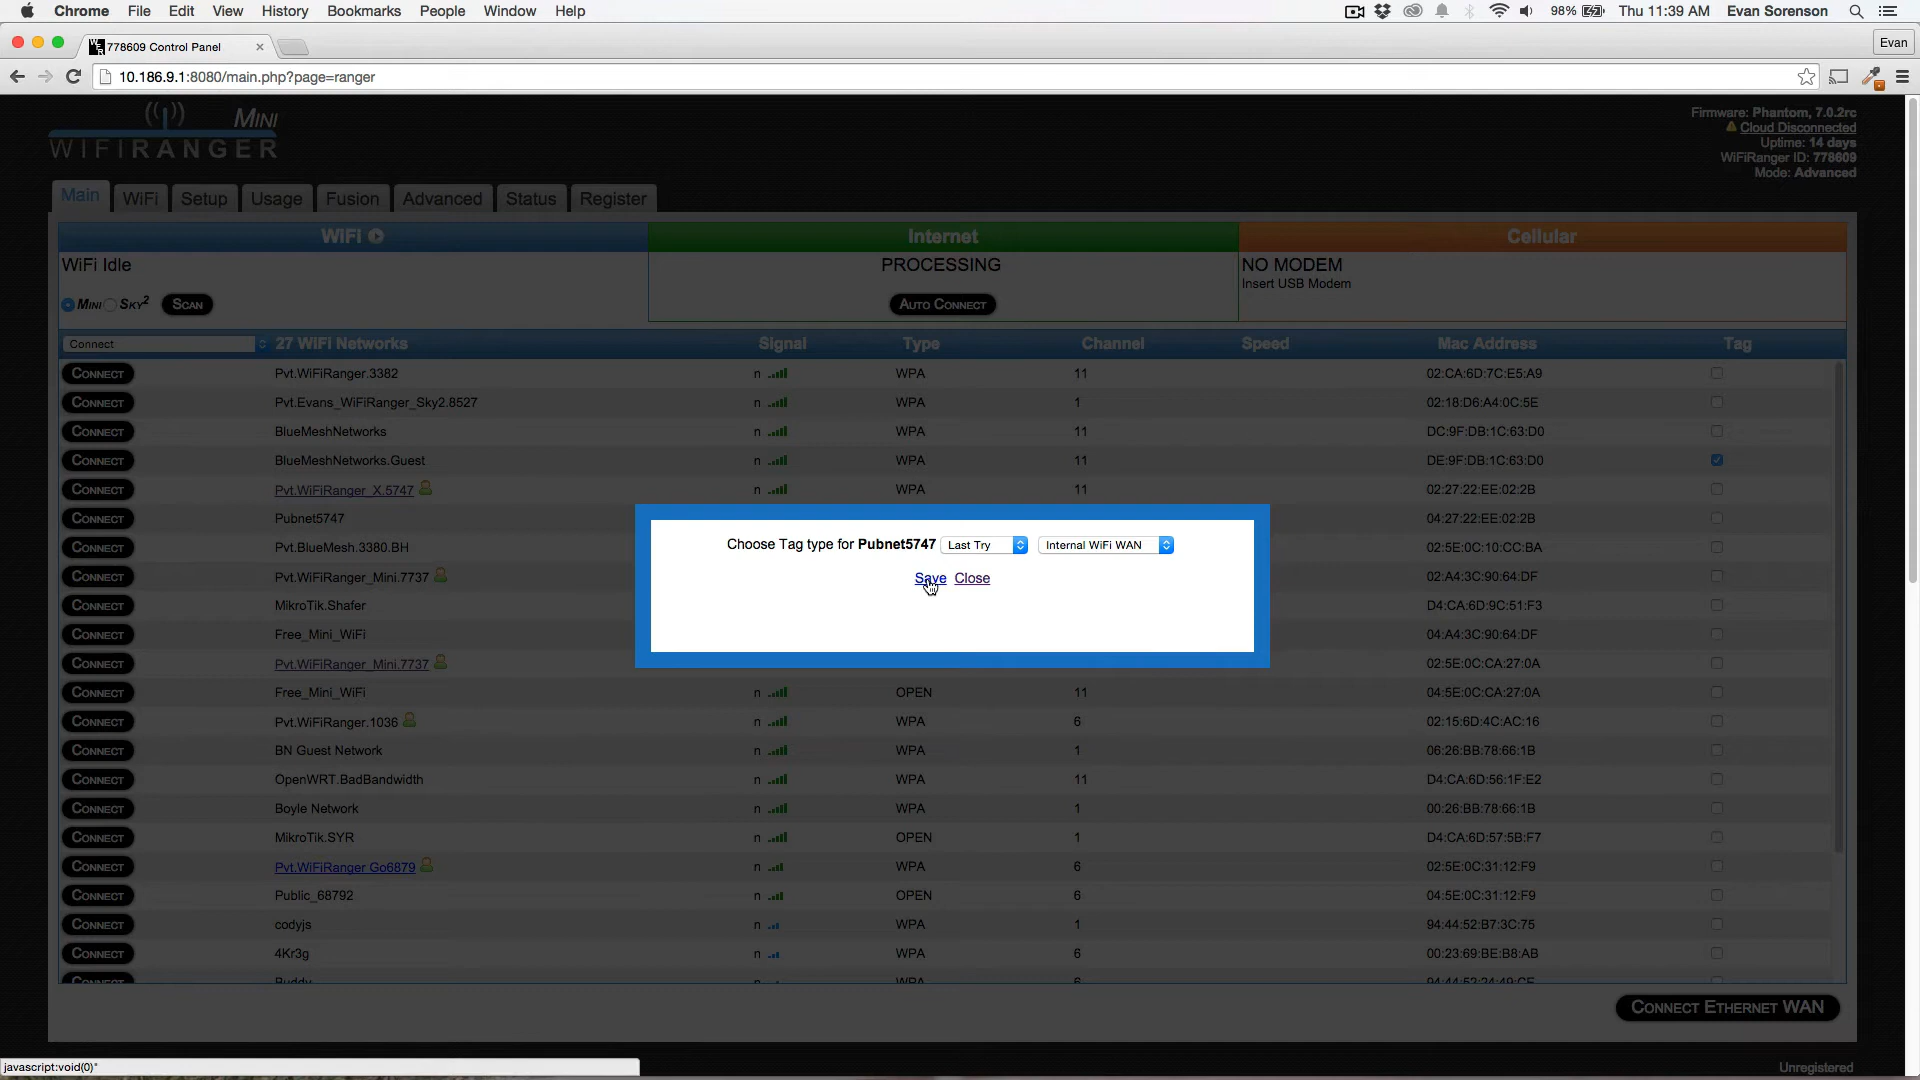 Chrome File Edit View History Bookmarks People Window Help 98% Thu 11:39 AM Evan Sorenson
778609 Control Panel Evan
10.186.9.1:8080/main.php?page=ranger
MINI
WIFIRANGER
Firmware: Phantom, 7.0.2rc
Cloud Disconnected
Uptime: 14 days
WiFiRanger ID: 778609
Mode: Advanced
Main WiFi Setup Usage Fusion Advanced Status Register
WiFi Internet Cellular
WiFi Idle PROCESSING NO MODEM
Insert USB Modem
MINI SKY2 SCAN AUTO CONNECT
Connect 27 WiFi Networks Signal Type Channel Speed Mac Address Tag
CONNECT Pvt.WiFiRanger.3382 n WPA 11 02:CA:6D:7C:E5:A9
CONNECT Pvt.Evans_WiFiRanger_Sky2.8527 n WPA 1 02:18:D6:A4:0C:5E
CONNECT BlueMeshNetworks n WPA 11 DC:9F:DB:1C:63:D0
CONNECT BlueMeshNetworks.Guest n WPA 11 DE:9F:DB:1C:63:D0
CONNECT Pvt.WiFiRanger_X.5747 n WPA 11 02:27:22:EE:02:2B
CONNECT Pubnet5747 04:27:22:EE:02:2B
CONNECT Pvt.BlueMesh.3380.BH 02:5E:0C:10:CC:BA
CONNECT Pvt.WiFiRanger_Mini.7737 02:A4:3C:90:64:DF
CONNECT MikroTik.Shafer D4:CA:6D:9C:51:F3
CONNECT Free_Mini_WiFi 04:A4:3C:90:64:DF
CONNECT Pvt.WiFiRanger_Mini.7737 02:5E:0C:CA:27:0A
CONNECT Free_Mini_WiFi n OPEN 11 04:5E:0C:CA:27:0A
CONNECT Pvt.WiFiRanger.1036 n WPA 6 02:15:6D:4C:AC:16
CONNECT BN Guest Network n WPA 1 06:26:BB:78:66:1B
CONNECT OpenWRT.BadBandwidth n WPA 11 D4:CA:6D:56:1F:E2
CONNECT Boyle Network n WPA 1 00:26:BB:78:66:1B
CONNECT MikroTik.SYR n OPEN 1 D4:CA:6D:57:5B:F7
CONNECT Pvt.WiFiRanger Go6879 n WPA 6 02:5E:0C:31:12:F9
CONNECT Public_68792 n OPEN 6 04:5E:0C:31:12:F9
CONNECT codyjs n WPA 1 94:44:52:B7:3C:75
CONNECT 4Kr3g n WPA 6 00:23:69:BE:B8:AB
CONNECT Buddy WPA 6
Choose Tag type for Pubnet5747 Last Try Internal WiFi WAN
Save Close
CONNECT ETHERNET WAN
javascript:void(0)"
Unregistered